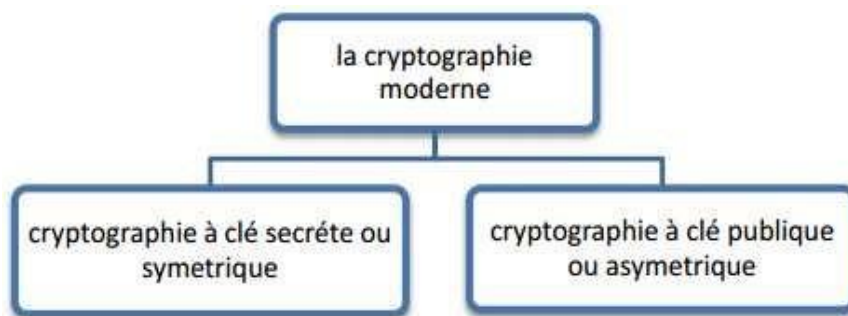 la cryptographie
moderne
cryptographie à clé secréte ou
symetrique
cryptographie à clé publique
ou asymetrique